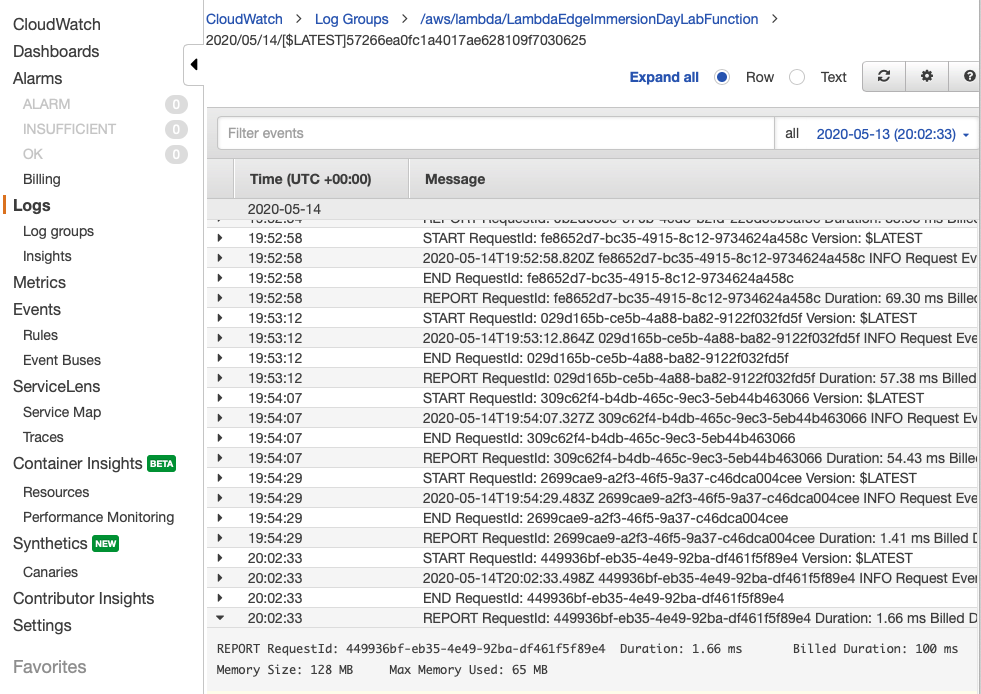 CloudWatch
Dashboards
Alarms
ALARM 0
INSUFFICIENT 0
OK 0
Billing
Logs
Log groups
Insights
Metrics
Events
Rules
Event Buses
ServiceLens
Service Map
Traces
Container Insights BETA
Resources
Performance Monitoring
Synthetics NEW
Canaries
Contributor Insights
Settings
Favorites
CloudWatch > Log Groups > /aws/lambda/LambdaEdgeImmersionDayLabFunction >
2020/05/14/[$LATEST]57266ea0fc1a4017ae628109f7030625
Expand all Row Text ?
Filter events all 2020-05-13 (20:02:33)
Time (UTC +00:00) Message
2020-05-14
19:52:58 START RequestId: fe8652d7-bc35-4915-8c12-9734624a458c Version: $LATEST
19:52:58 2020-05-14T19:52:58.820Z fe8652d7-bc35-4915-8c12-9734624a458c INFO Request Ev
19:52:58 END RequestId: fe8652d7-bc35-4915-8c12-9734624a458c
19:52:58 REPORT RequestId: fe8652d7-bc35-4915-8c12-9734624a458c Duration: 69.30 ms Billed
19:53:12 START RequestId: 029d165b-ce5b-4a88-ba82-9122f032fd5f Version: $LATEST
19:53:12 2020-05-14T19:53:12.864Z 029d165b-ce5b-4a88-ba82-9122f032fd5f INFO Request Eve
19:53:12 END RequestId: 029d165b-ce5b-4a88-ba82-9122f032fd5f
19:53:12 REPORT RequestId: 029d165b-ce5b-4a88-ba82-9122f032fd5f Duration: 57.38 ms Billed
19:54:07 START RequestId: 309c62f4-b4db-465c-9ec3-5eb44b463066 Version: $LATEST
19:54:07 2020-05-14T19:54:07.327Z 309c62f4-b4db-465c-9ec3-5eb44b463066 INFO Request Ev
19:54:07 END RequestId: 309c62f4-b4db-465c-9ec3-5eb44b463066
19:54:07 REPORT RequestId: 309c62f4-b4db-465c-9ec3-5eb44b463066 Duration: 54.43 ms Bille
19:54:29 START RequestId: 2699cae9-a2f3-46f5-9a37-c46dca004cee Version: $LATEST
19:54:29 2020-05-14T19:54:29.483Z 2699cae9-a2f3-46f5-9a37-c46dca004cee INFO Request Eve
19:54:29 END RequestId: 2699cae9-a2f3-46f5-9a37-c46dca004cee
19:54:29 REPORT RequestId: 2699cae9-a2f3-46f5-9a37-c46dca004cee Duration: 1.41 ms Billed D
20:02:33 START RequestId: 449936bf-eb35-4e49-92ba-df461f5f89e4 Version: $LATEST
20:02:33 2020-05-14T20:02:33.498Z 449936bf-eb35-4e49-92ba-df461f5f89e4 INFO Request Ever
20:02:33 END RequestId: 449936bf-eb35-4e49-92ba-df461f5f89e4
20:02:33 REPORT RequestId: 449936bf-eb35-4e49-92ba-df461f5f89e4 Duration: 1.66 ms Billed D
REPORT RequestId: 449936bf-eb35-4e49-92ba-df461f5f89e4 Duration: 1.66 ms Billed Duration: 100 ms
Memory Size: 128 MB Max Memory Used: 65 MB